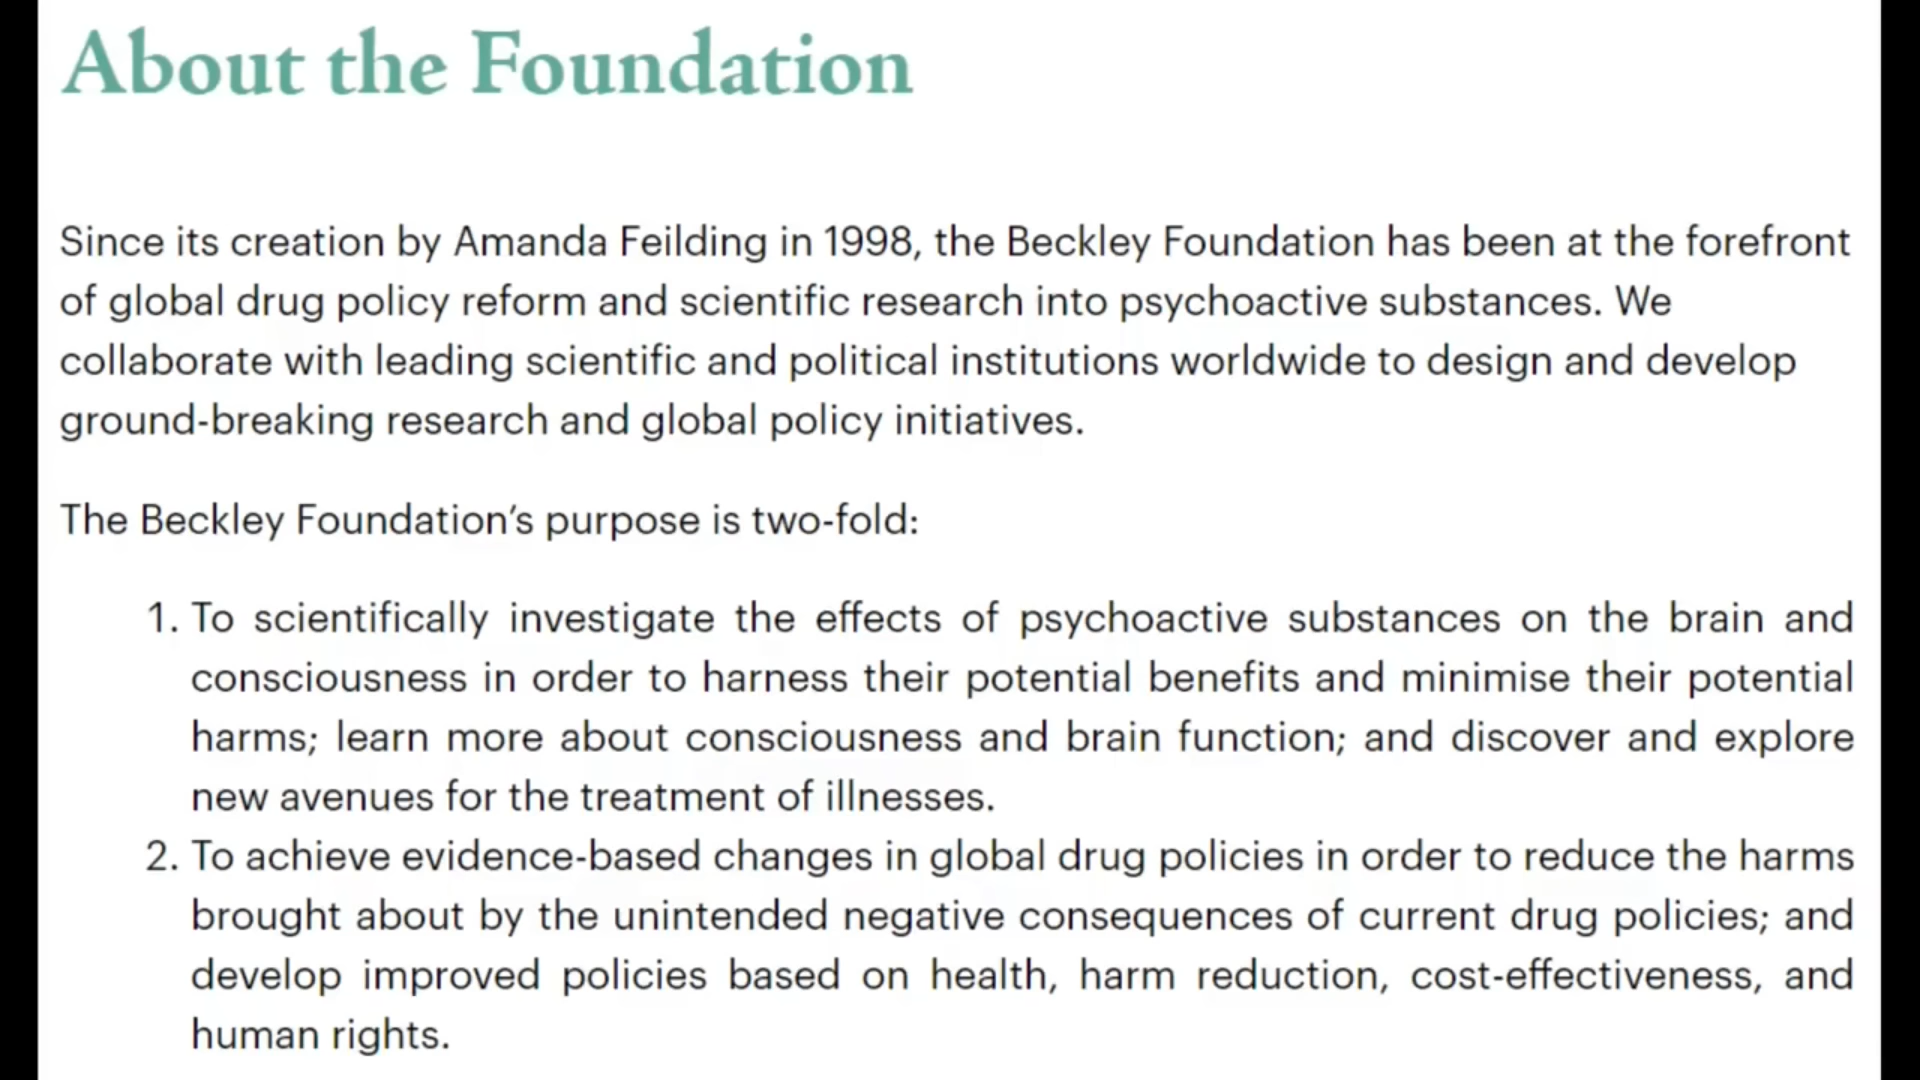 About the Foundation
Since its creation by Amanda Feilding in 1998, the Beckley Foundation has been at the forefront
of global drug policy reform and scientific research into psychoactive substances. We
collaborate with leading scientific and political institutions worldwide to design and develop
ground-breaking research and global policy initiatives.
The Beckley Foundation’s purpose is two-fold:
1. To scientifically investigate the effects of psychoactive substances on the brain and
consciousness in order to harness their potential benefits and minimise their potential
harms; learn more about consciousness and brain function; and discover and explore
new avenues for the treatment of illnesses.
2. To achieve evidence-based changes in global drug policies in order to reduce the harms
brought about by the unintended negative consequences of current drug policies; and
develop improved policies based on health, harm reduction, cost-effectiveness, and
human rights.